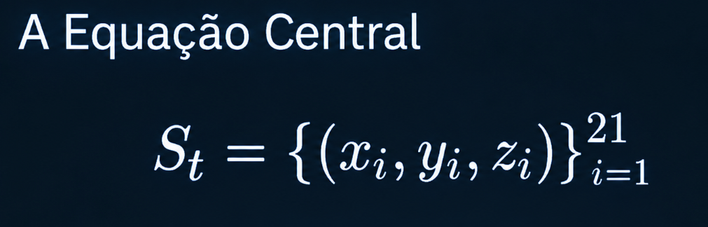 A Equação Central
S_t = {(x_i, y_i, z_i)}_{i=1}^{21}